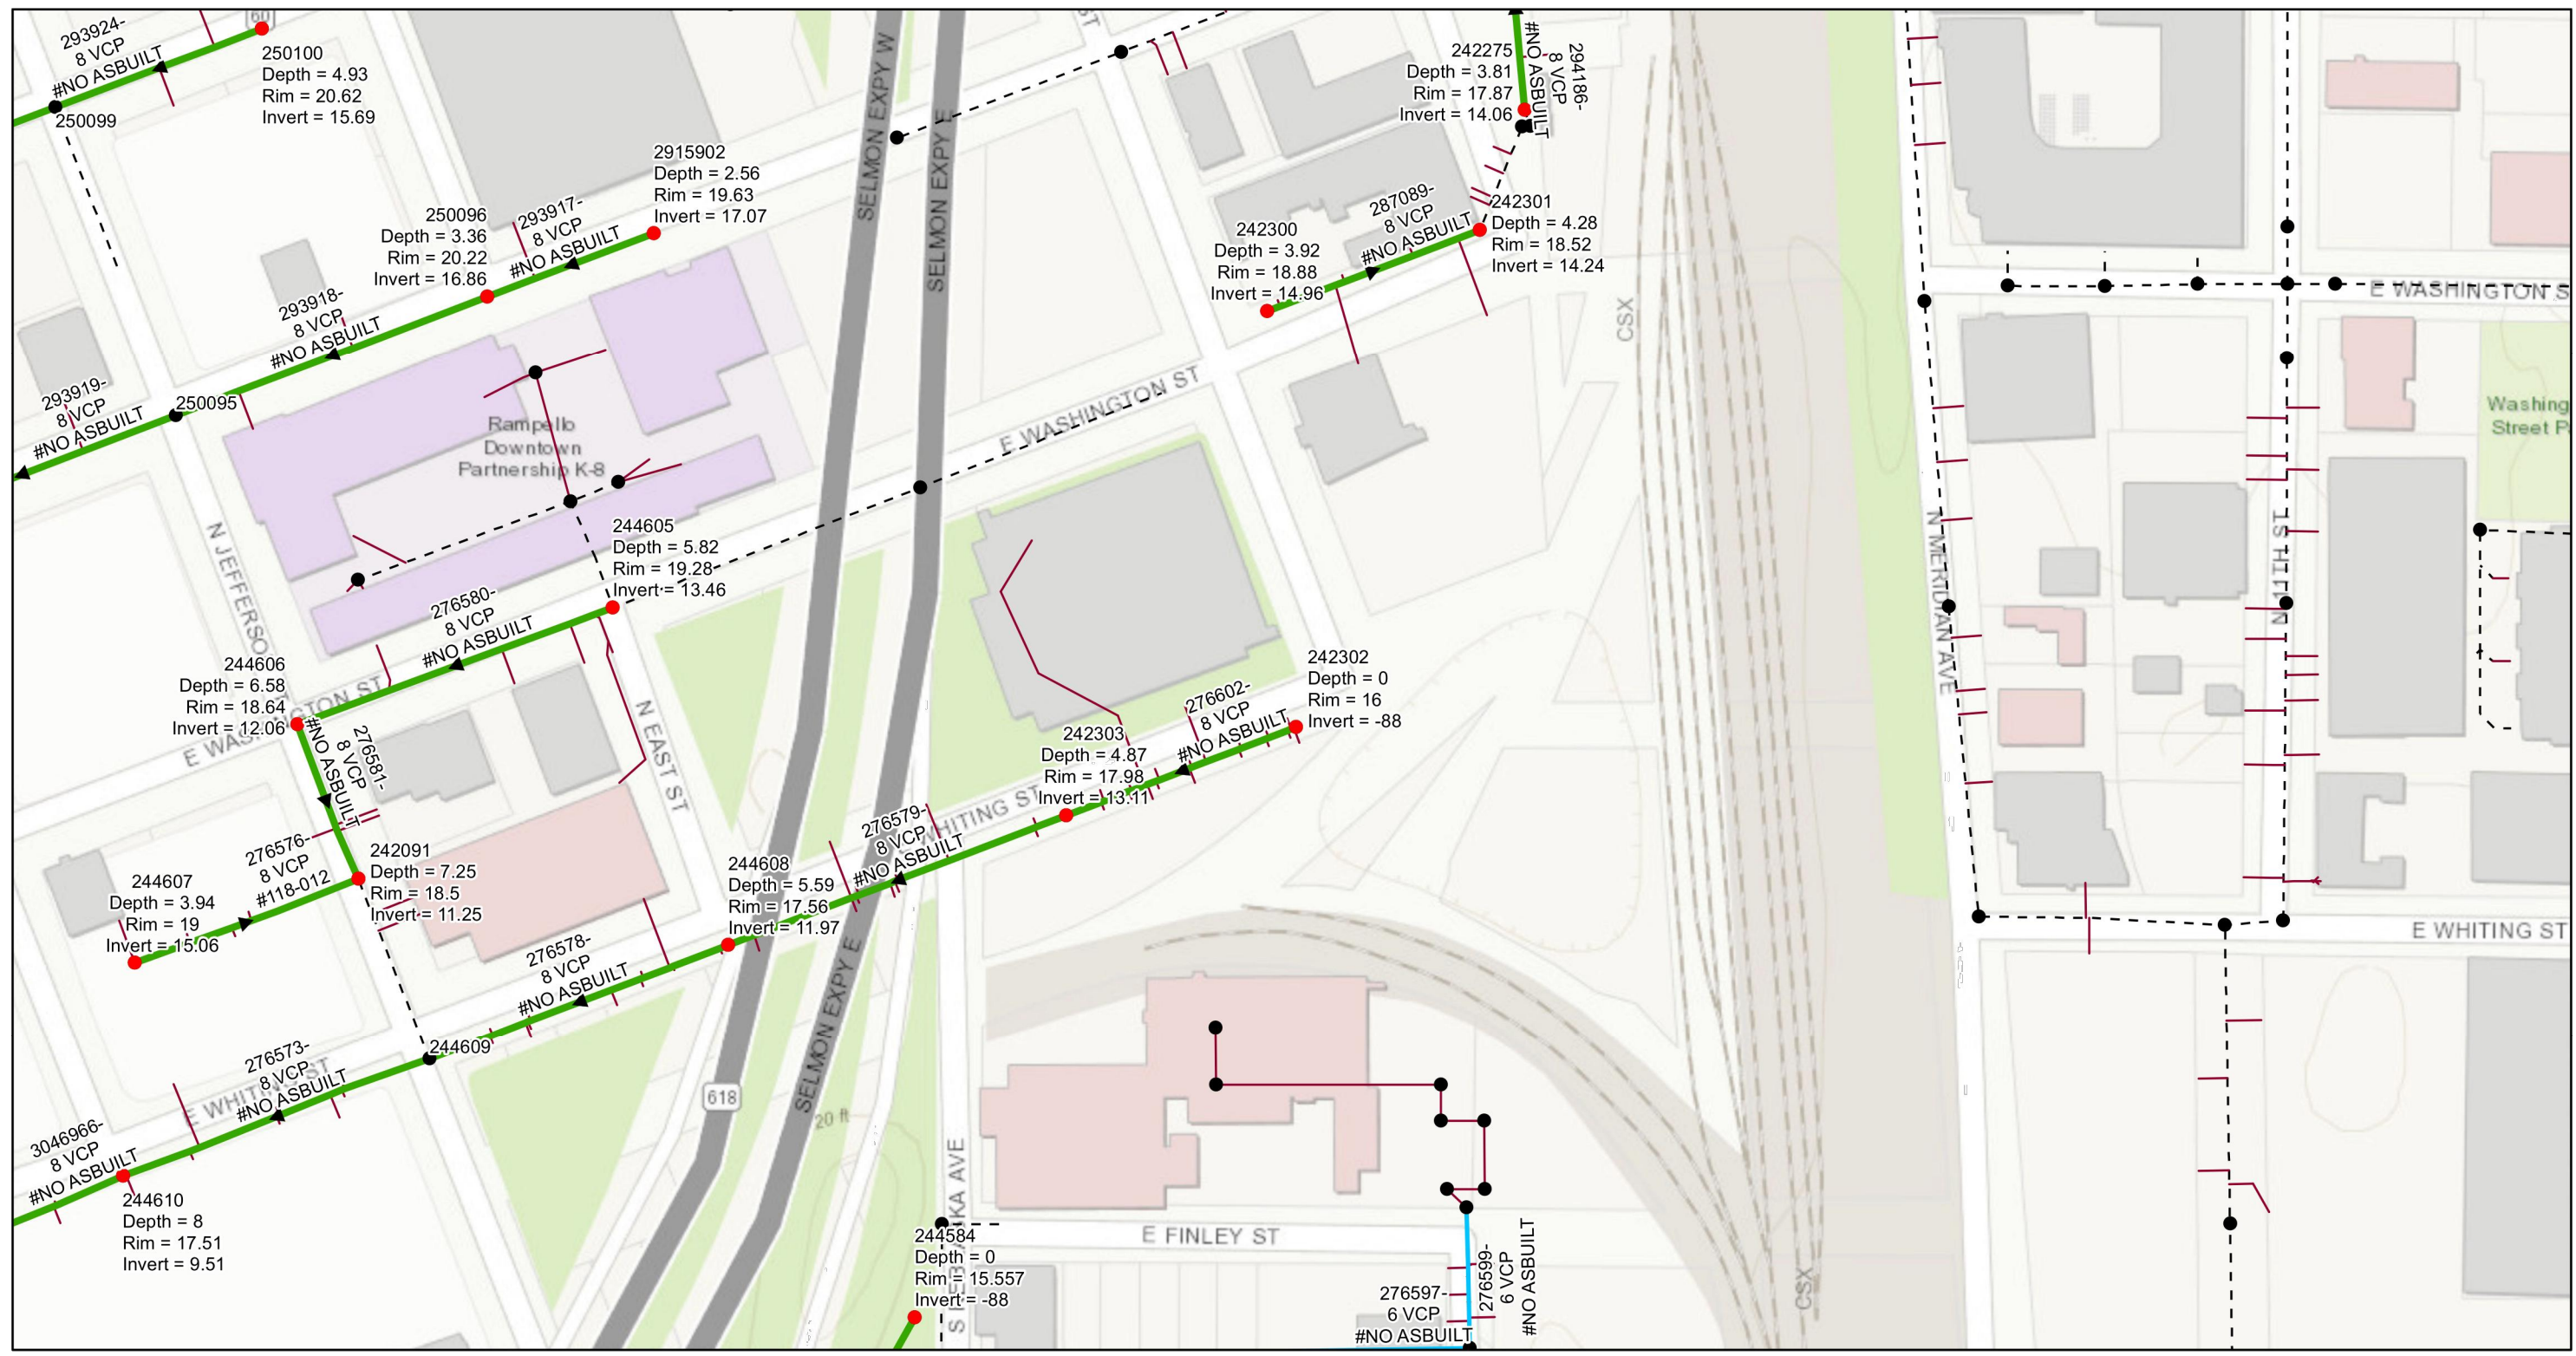 293924-
8 VCP
#NO ASBUILT
60
250100
Depth = 4.93
Rim = 20.62
Invert = 15.69
250099
2915902
Depth = 2.56
Rim = 19.63
Invert = 17.07
250096
Depth = 3.36
Rim = 20.22
Invert = 16.86
293917-
8 VCP
#NO ASBUILT
293918-
8 VCP
#NO ASBUILT
293919-
8 VCP
#NO ASBUILT
250095
SELMON EXPY W
SELMON EXPY E
ST
242275
Depth = 3.81
Rim = 17.87
Invert = 14.06
294186-
8 VCP
#NO ASBUILT
287089-
8 VCP
#NO ASBUILT
242301
Depth = 4.28
Rim = 18.52
Invert = 14.24
242300
Depth = 3.92
Rim = 18.88
Invert = 14.96
CSX
E WASHINGTON S
E WASHINGTON ST
Washing
Street P
Rampello
Downtown
Partnership K-8
N JEFFERSO
244605
Depth = 5.82
Rim = 19.28
Invert = 13.46
276580-
8 VCP
#NO ASBUILT
244606
Depth = 6.58
Rim = 18.64
Invert = 12.06
E WAS
NGTON ST
276581-
8 VCP
#NO ASBUILT
N EAST ST
N MERIDIAN AVE
N 11TH ST
242302
Depth = 0
Rim = 16
Invert = -88
276602-
8 VCP
#NO ASBUILT
242303
Depth = 4.87
Rim = 17.98
Invert = 13.11
WHITING ST
276579-
8 VCP
#NO ASBUILT
276576-
8 VCP
#118-012
242091
Depth = 7.25
Rim = 18.5
Invert = 11.25
244607
Depth = 3.94
Rim = 19
Invert = 15.06
244608
Depth = 5.59
Rim = 17.56
Invert = 11.97
276578-
8 VCP
#NO ASBUILT
E WHITING ST
SELMON EXPY E
244609
276573-
8 VCP
#NO ASBUILT
E WHITING ST
618
20 ft
3046966-
8 VCP
#NO ASBUILT
244610
Depth = 8
Rim = 17.51
Invert = 9.51
E FINLEY ST
244584
Depth = 0
Rim = 15.557
Invert = -88
276597-
6 VCP
#NO ASBUILT
276599-
6 VCP
#NO ASBUILT
CSX